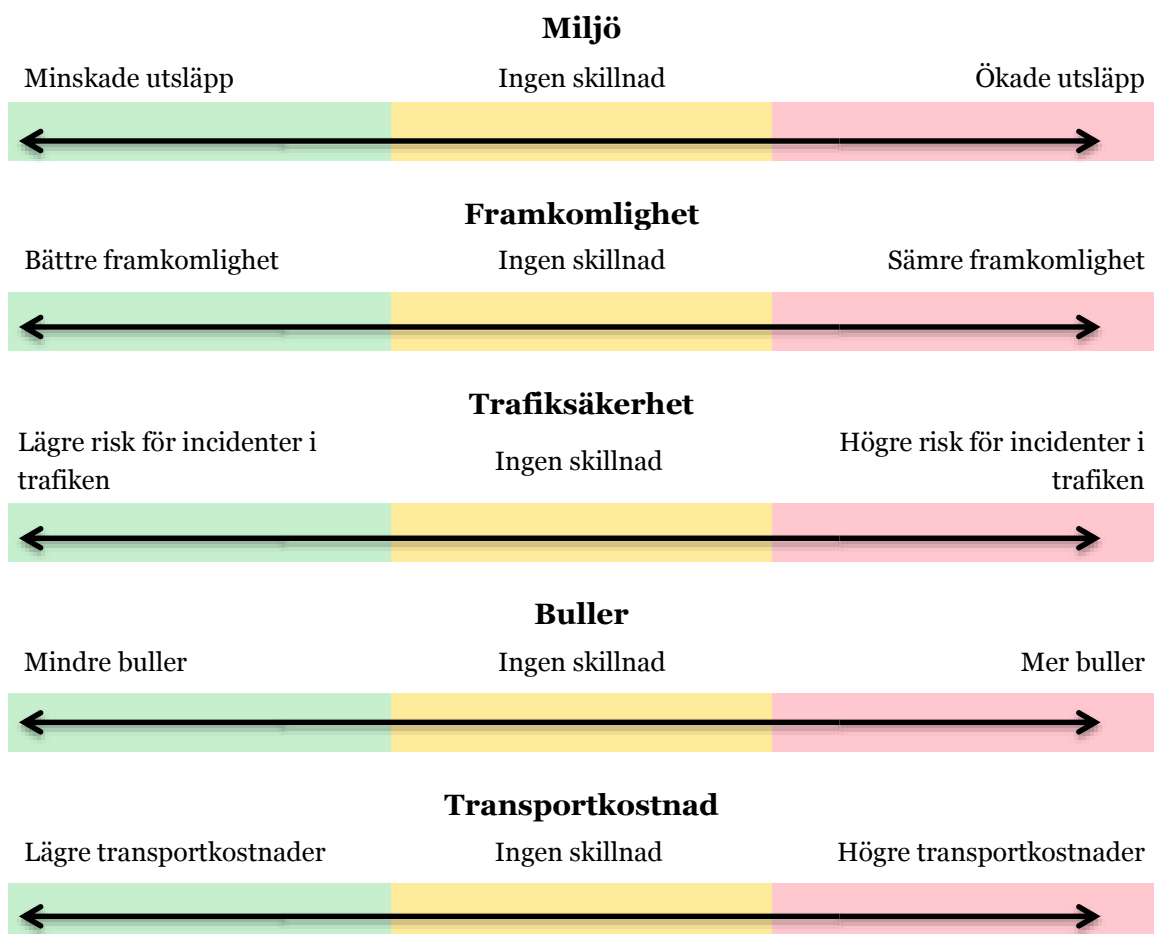 Miljö
Minskade utsläpp Ingen skillnad Ökade utsläpp
Framkomlighet
Bättre framkomlighet Ingen skillnad Sämre framkomlighet
Trafiksäkerhet
Lägre risk för incidenter i
trafiken
Ingen skillnad
Högre risk för incidenter i
trafiken
Buller
Mindre buller Ingen skillnad Mer buller
Transportkostnad
Lägre transportkostnader Ingen skillnad Högre transportkostnader